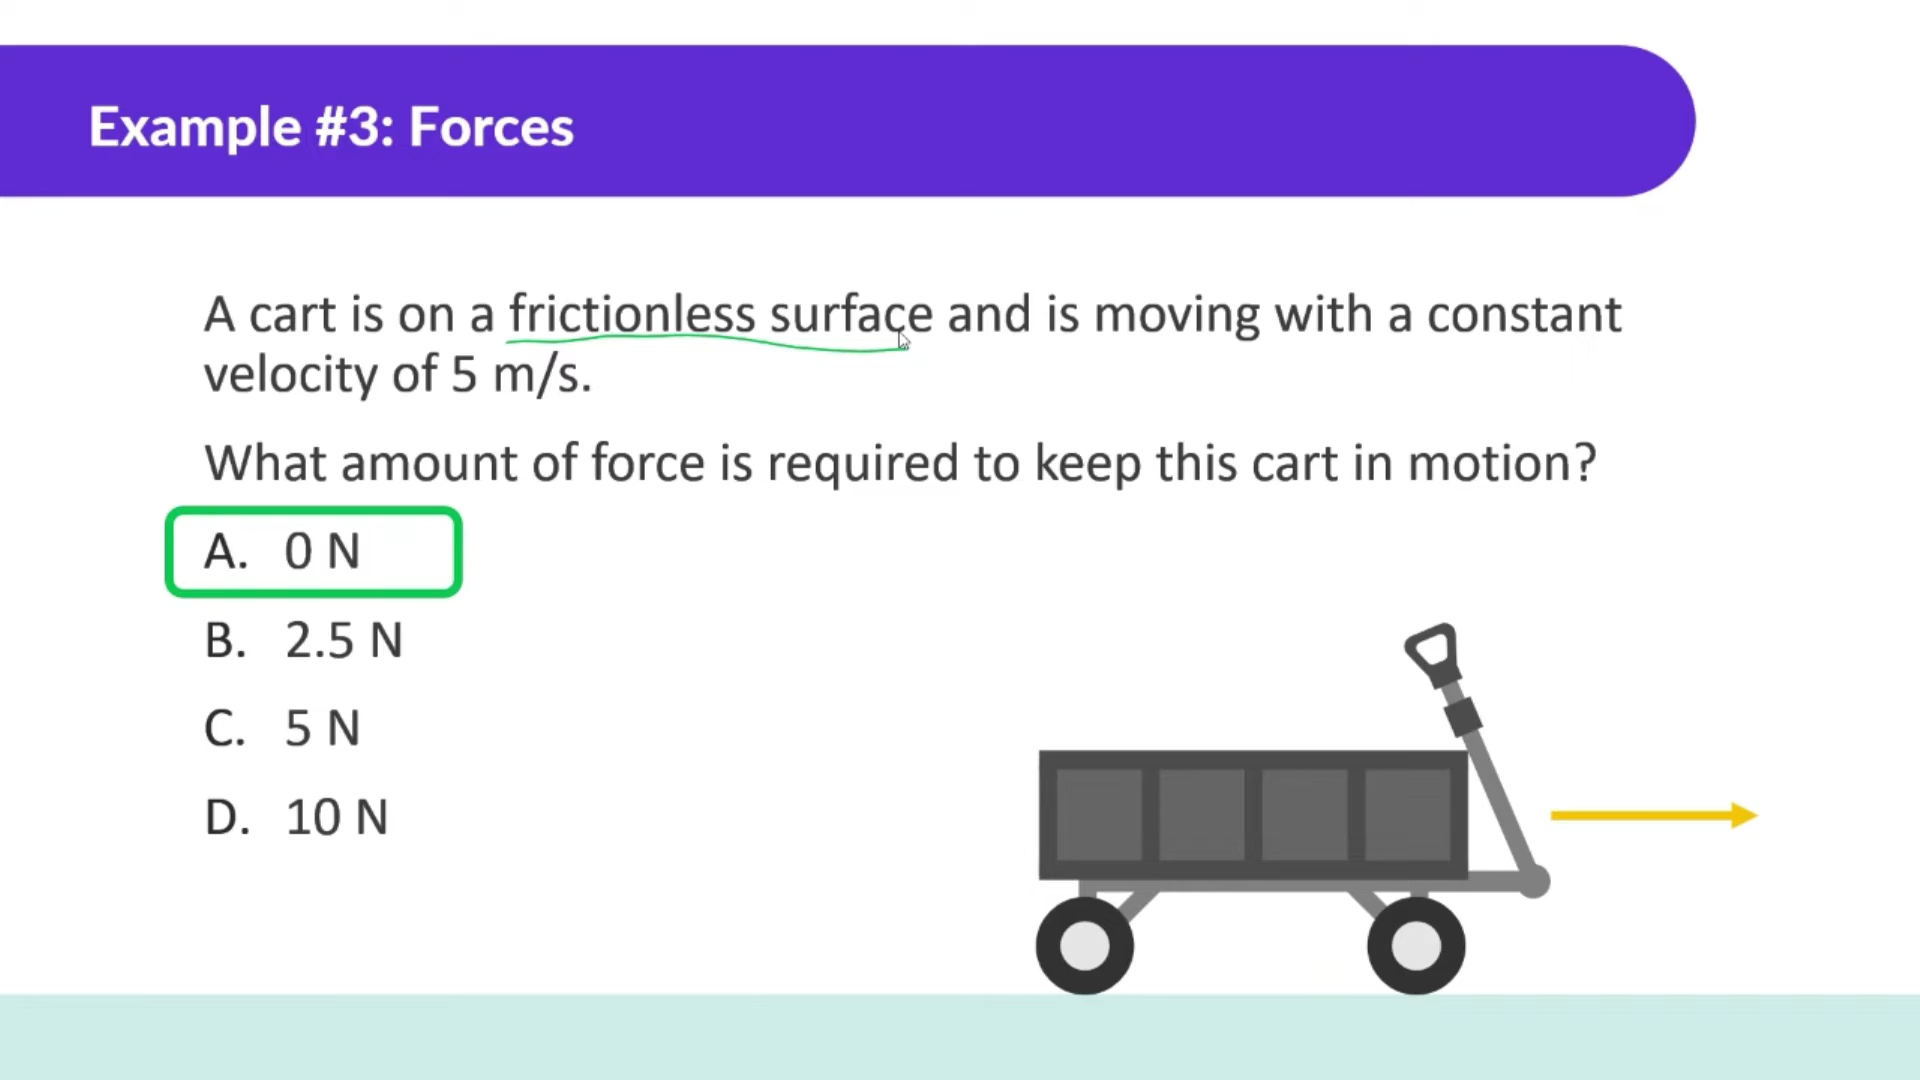 Example #3: Forces
A cart is on a frictionless surface and is moving with a constant
velocity of 5 m/s.
What amount of force is required to keep this cart in motion?
A. 0 N
B. 2.5 N
C. 5 N
D. 10 N